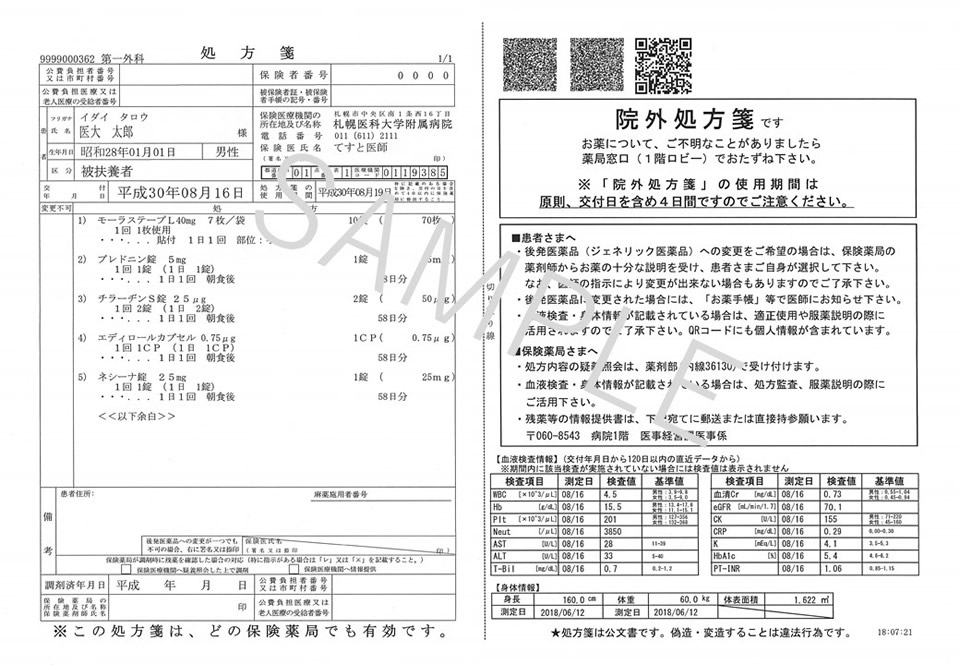 処方箋
9999000362 第一外科 1/1
公費負担者番号
又は市町村番号
保険者番号 0000
公費負担医療又は
老人医療の受給者番号
被保険者証・被保険
者手帳の記号・番号
患者
フリガナ イダイ タロウ
氏名 医大 太郎 様
生年月日 昭和28年01月01日 男性
区分 被扶養者
保険医療機関の
所在地及び名称
札幌市中央区南1条西16丁目
札幌医科大学附属病院
電話番号 011(611)2111
保険医氏名 てすと医師
(署名 印)
01 1 医療機関コード 0119385
交付年月日 平成30年08月16日
処方箋の使用期間 平成30年08月19日
変更不可 処方
1) モーラステープL40mg 7枚/袋 (70枚)
1回 1枚使用
・・・... 貼付 1日1回 部位:
2) プレドニン錠 5mg 1錠
1回 1錠 (1日 1錠)
・・・... 1日1回 朝食後 8日分
3) チラーヂンS錠 25μg 2錠 ( 50μg)
1回 2錠 (1日 2錠)
・・・... 1日1回 朝食後 58日分
4) エディロールカプセル 0.75μg 1CP ( 0.75μg)
1回 1CP (1日 1CP)
・・・... 1日1回 朝食後 58日分
5) ネシーナ錠 25mg 1錠 ( 25mg)
1回 1錠 (1日 1錠)
・・・... 1日1回 朝食後 58日分
<<以下余白>>
備考
患者住所: 麻薬施用者番号
後発医薬品への変更が一つでも
不可の場合、右に署名又は捺印
保険医氏名
(署名又は捺印 印)
保険薬局が調剤時に残薬を確認した場合の対応(特に指示がある場合は「レ」又は「×」を記載すること。)
□保険医療機関へ疑義照会した上で調剤 □保険医療機関へ情報提供
調剤済年月日 平成 年 月 日
公費負担者番号
又は市町村番号
保険薬局の
所在地及び名称
保険薬剤師氏名 印
公費負担医療又は
老人医療の受給者番号
※この処方箋は、どの保険薬局でも有効です。
切り取り線
院外処方箋です
お薬について、ご不明なことがありましたら
薬局窓口(1階ロビー)でおたずね下さい。
※「院外処方箋」の使用期間は
原則、交付日を含め4日間ですのでご注意ください。
■患者さまへ
・後発医薬品(ジェネリック医薬品)への変更をご希望の場合は、保険薬局の
薬剤師からお薬の十分な説明を受け、患者さまご自身が選択して下さい。
なお、医師の指示により変更が出来ない場合もありますのでご了承下さい。
・後発医薬品に変更された場合には、「お薬手帳」等で医師にお知らせ下さい。
・血液検査・身体情報が記載されている場合は、適正使用や服薬説明の際に
活用されますのでご了承下さい。QRコードにも個人情報が含まれています。
■保険薬局さまへ
・処方内容の疑義照会は、薬剤部(内線36130)で受け付けます。
・血液検査・身体情報が記載されている場合は、処方監査、服薬説明の際に
ご活用下さい。
・残薬等の情報提供書は、下記宛てに郵送または直接持参願います。
〒060-8543 病院1階 医事経営課医事係
【血液検査情報】(交付年月日から120日以内の直近データから)
※期間内に該当検査が実施されていない場合には検査値は表示されません
検査項目 測定日 検査値 基準値 検査項目 測定日 検査値 基準値
WBC [×10^3/μL] 08/16 4.5 男性:3.9-9.8 女性:3.5-9.0 血清Cr [mg/dL] 08/16 0.73 男性:0.55-1.04 女性:0.45-0.94
Hb [g/dL] 08/16 15.5 男性:13.4-17.6 女性:11.1-15.1 eGFR [mL/min/1.7] 08/16 70.1
Plt [×10^3/μL] 08/16 201 男性:127-356 女性:132-368 CK [U/L] 08/16 155 男性:71-220 女性:45-160
Neut [/μL] 08/16 3850 CRP [mg/dL] 08/16 0.29 0.00-0.30
AST [U/L] 08/16 28 11-39 K [mEq/L] 08/16 4.1 3.5-5.3
ALT [U/L] 08/16 33 5-40 HbA1c [%] 08/16 5.4 4.6-6.2
T-Bil [mg/dL] 08/16 0.7 0.2-1.2 PT-INR 08/16 1.06 0.85-1.15
【身体情報】
身長 160.0 cm 体重 60.0 kg 体表面積 1.622 ㎡
測定日 2018/06/12 測定日 2018/06/12
★処方箋は公文書です。偽造・変造することは違法行為です。 18:07:21
SAMPLE